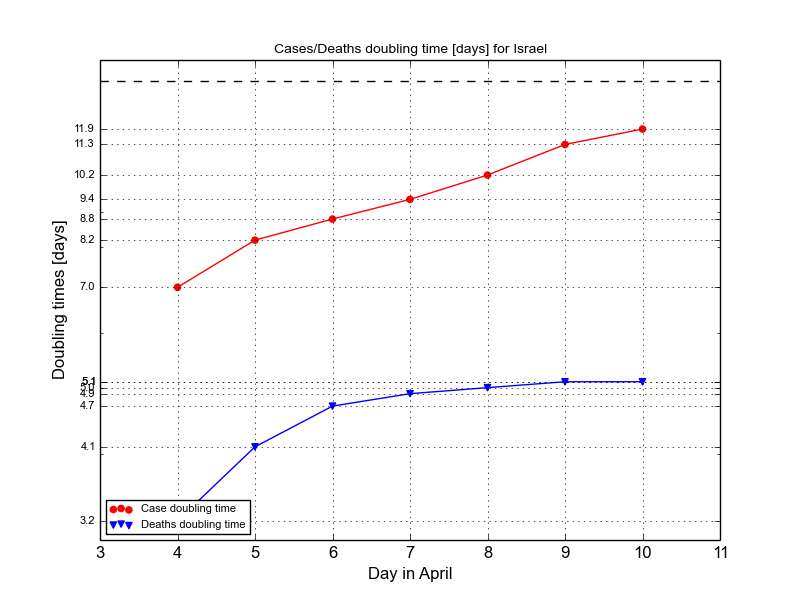 Cases/Deaths doubling time [days] for Israel
Doubling times [days]
11.9
11.3
10.2
9.4
8.8
8.2
7.0
5.1
5.0
4.9
4.7
4.1
3.2
Case doubling time
Deaths doubling time
3 4 5 6 7 8 9 10 11
Day in April